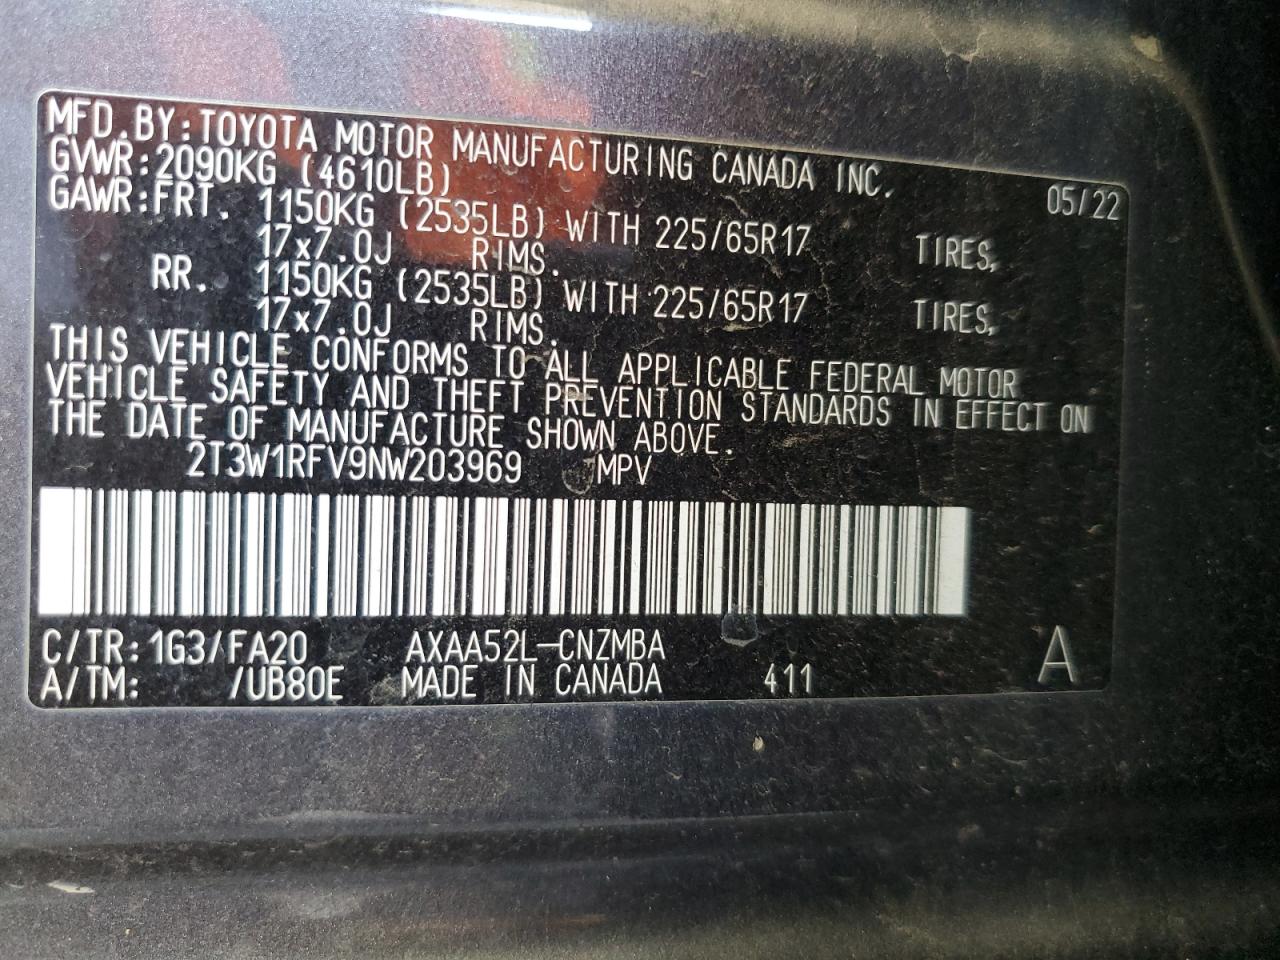 MFD.BY:TOYOTA MOTOR MANUFACTURING CANADA INC. 05/22
GVWR:2090KG (4610LB)
GAWR:FRT. 1150KG (2535LB) WITH 225/65R17 TIRES,
17x7.0J RIMS.
RR. 1150KG (2535LB) WITH 225/65R17 TIRES,
17x7.0J RIMS.
THIS VEHICLE CONFORMS TO ALL APPLICABLE FEDERAL MOTOR
VEHICLE SAFETY AND THEFT PREVENTION STANDARDS IN EFFECT ON
THE DATE OF MANUFACTURE SHOWN ABOVE.
2T3W1RFV9NW203969 MPV
C/TR:1G3/FA20 AXAA52L-CNZMBA A
A/TM: /UB80E MADE IN CANADA 411